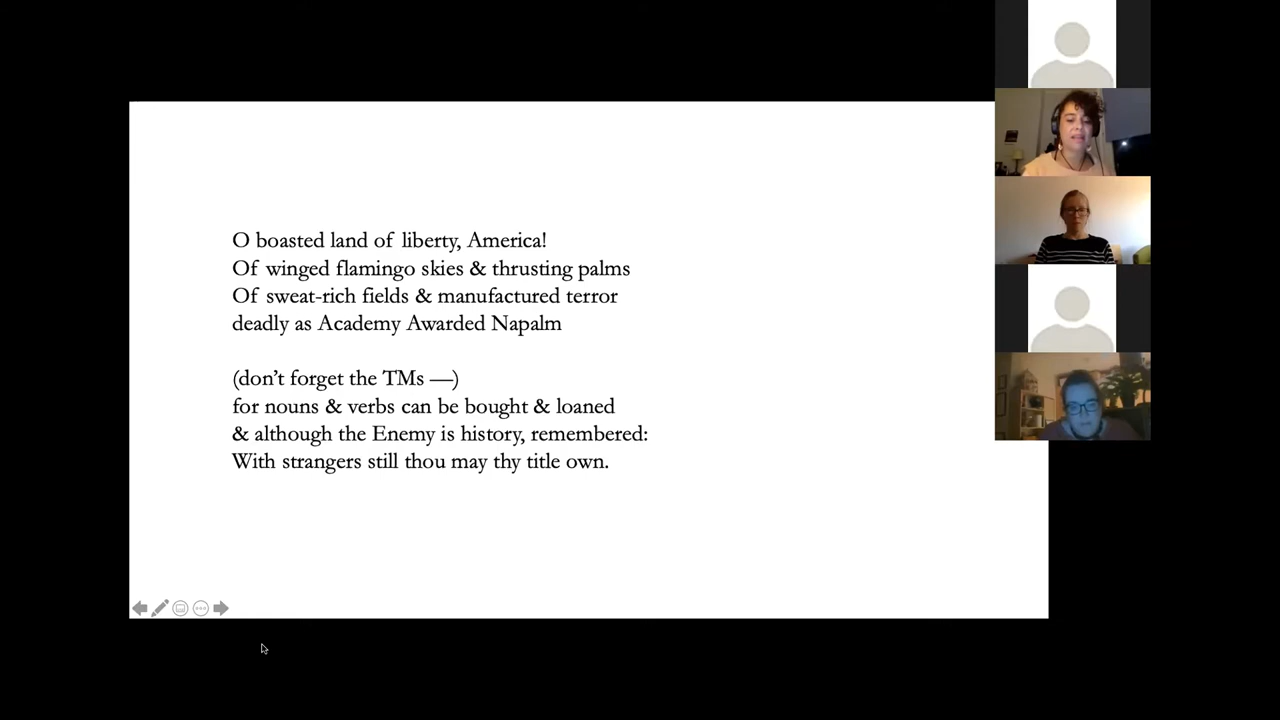 O boasted land of liberty, America!
Of winged flamingo skies & thrusting palms
Of sweat-rich fields & manufactured terror
deadly as Academy Awarded Napalm
(don’t forget the TMs —)
for nouns & verbs can be bought & loaned
& although the Enemy is history, remembered:
With strangers still thou may thy title own.